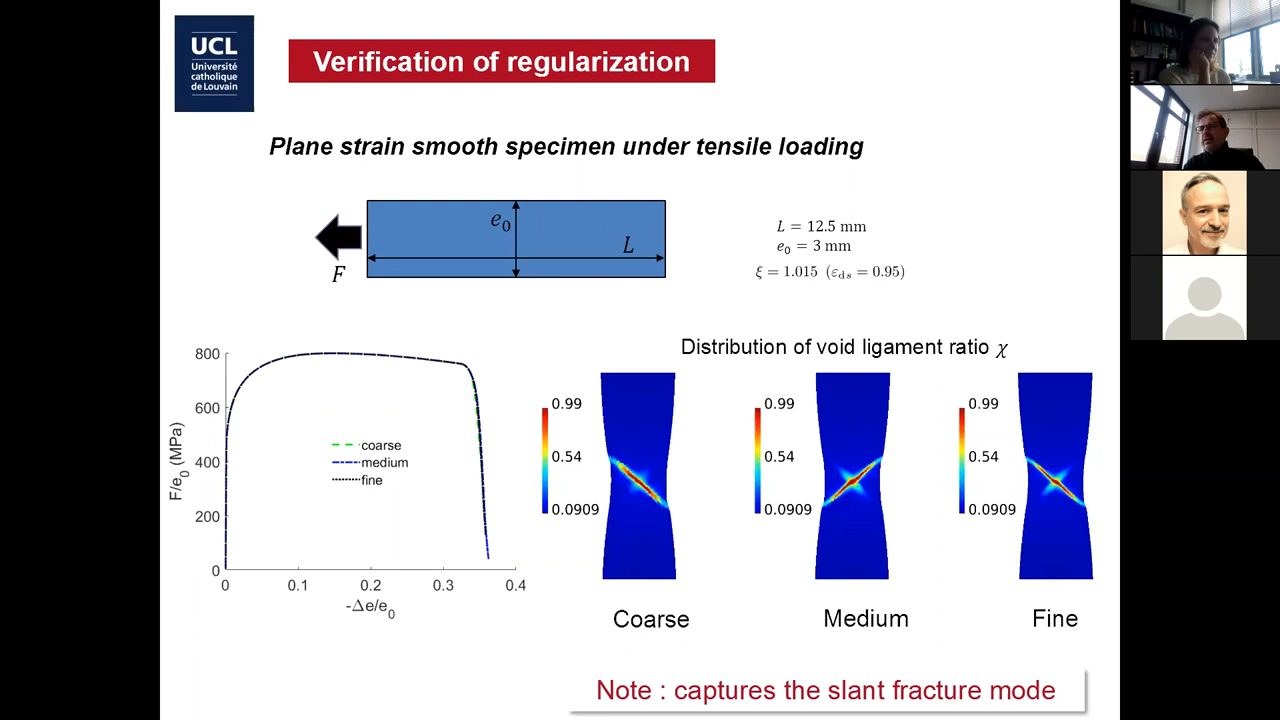 UCL
Université
catholique
de Louvain
Verification of regularization
Plane strain smooth specimen under tensile loading
e₀
L
F
L = 12.5 mm
e₀ = 3 mm
ξ = 1.015 (εds = 0.95)
800
600
400
200
0
F/e₀ (MPa)
coarse
medium
fine
0 0.1 0.2 0.3 0.4
-Δe/e₀
Distribution of void ligament ratio χ
0.99 0.99 0.99
0.54 0.54 0.54
0.0909 0.0909 0.0909
Coarse Medium Fine
Note : captures the slant fracture mode